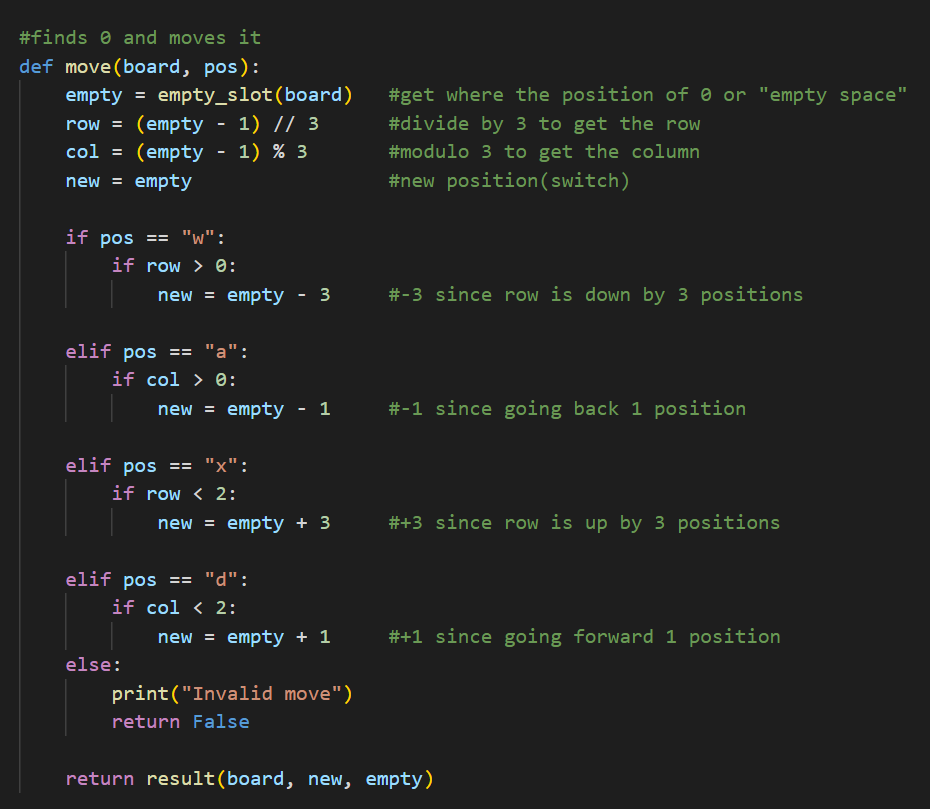 #finds 0 and moves it
def move(board, pos):
    empty = empty_slot(board)   #get where the position of 0 or "empty space"
    row = (empty - 1) // 3      #divide by 3 to get the row
    col = (empty - 1) % 3       #modulo 3 to get the column
    new = empty                 #new position(switch)

    if pos == "w":
        if row > 0:
            new = empty - 3     #-3 since row is down by 3 positions

    elif pos == "a":
        if col > 0:
            new = empty - 1     #-1 since going back 1 position

    elif pos == "x":
        if row < 2:
            new = empty + 3     #+3 since row is up by 3 positions

    elif pos == "d":
        if col < 2:
            new = empty + 1     #+1 since going forward 1 position
    else:
        print("Invalid move")
        return False

    return result(board, new, empty)